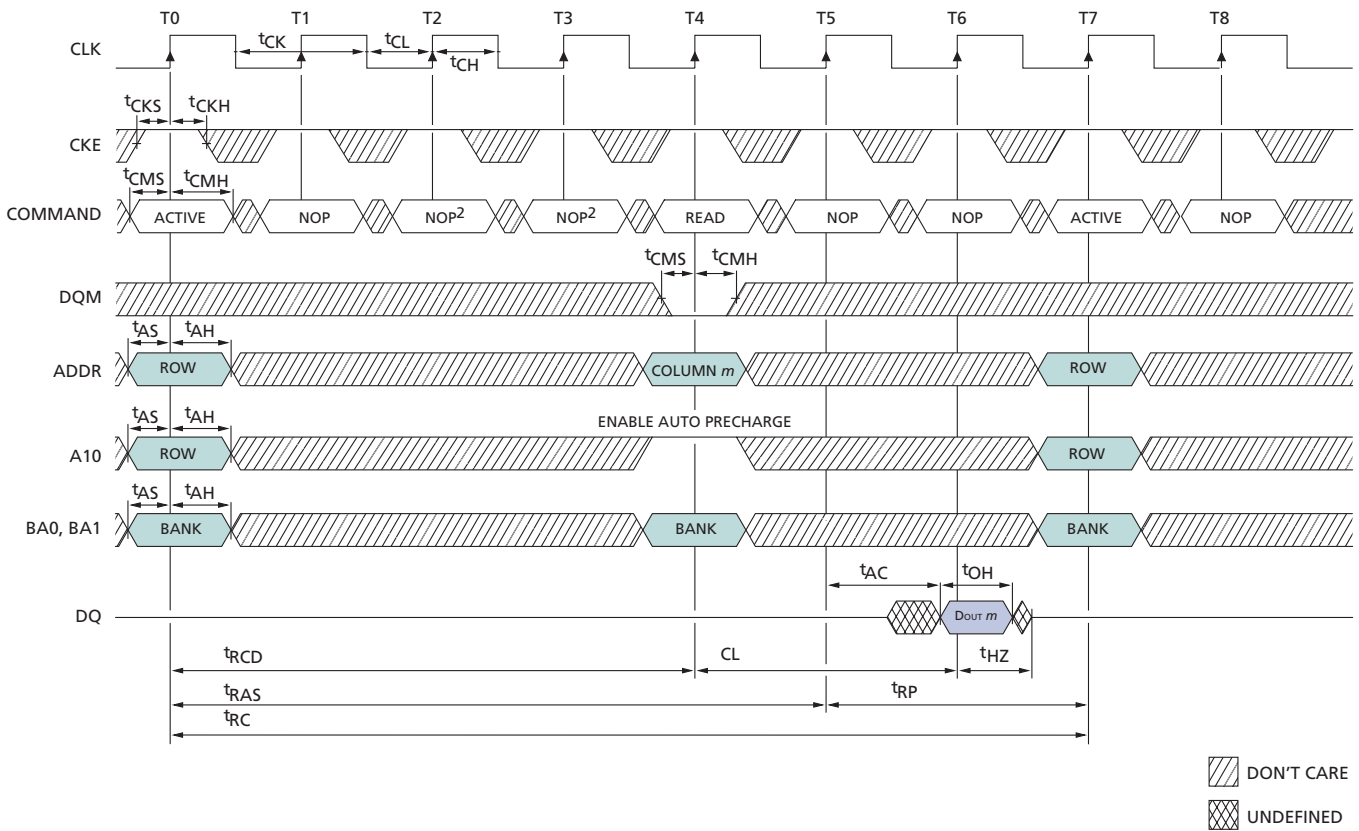 T0 T1 T2 T3 T4 T5 T6 T7 T8
CLK
tCK tCL tCH
tCKS tCKH
CKE
tCMS tCMH
COMMAND ACTIVE NOP NOP2 NOP2 READ NOP NOP ACTIVE NOP
tCMS tCMH
DQM
tAS tAH
ADDR ROW COLUMN m ROW
tAS tAH ENABLE AUTO PRECHARGE
A10 ROW ROW
tAS tAH
BA0, BA1 BANK BANK BANK
tAC tOH
DQ DOUT m
tRCD CL tHZ
tRAS tRP
tRC
DON'T CARE
UNDEFINED